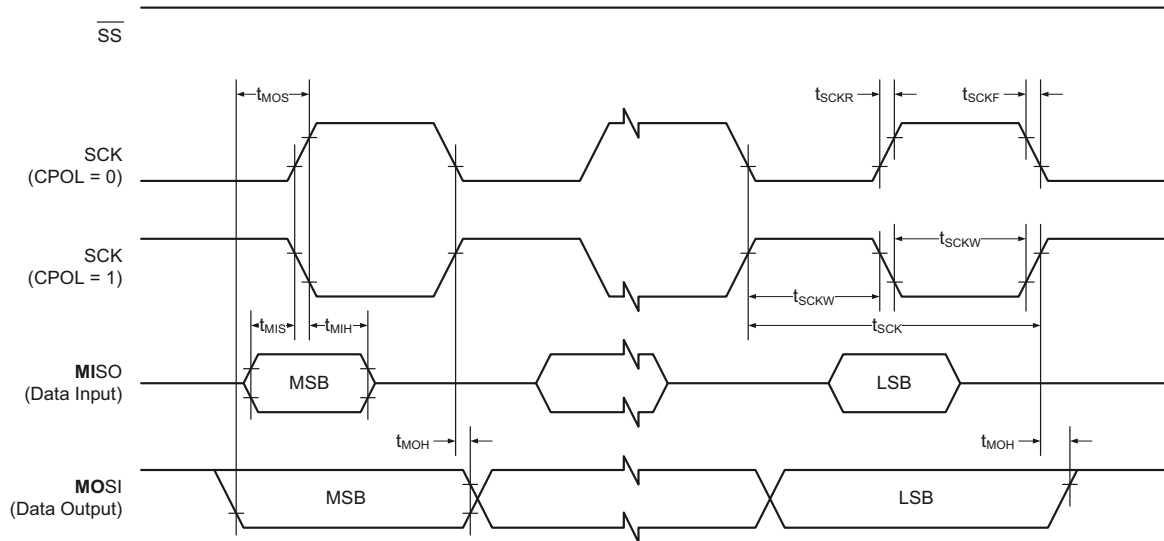 SS
tMOS
tSCKR
tSCKF
SCK
(CPOL = 0)
SCK
(CPOL = 1)
tSCKW
tSCKW
tSCK
tMIS
tMIH
MISO
(Data Input)
MSB
LSB
tMOH
tMOH
MOSI
(Data Output)
MSB
LSB